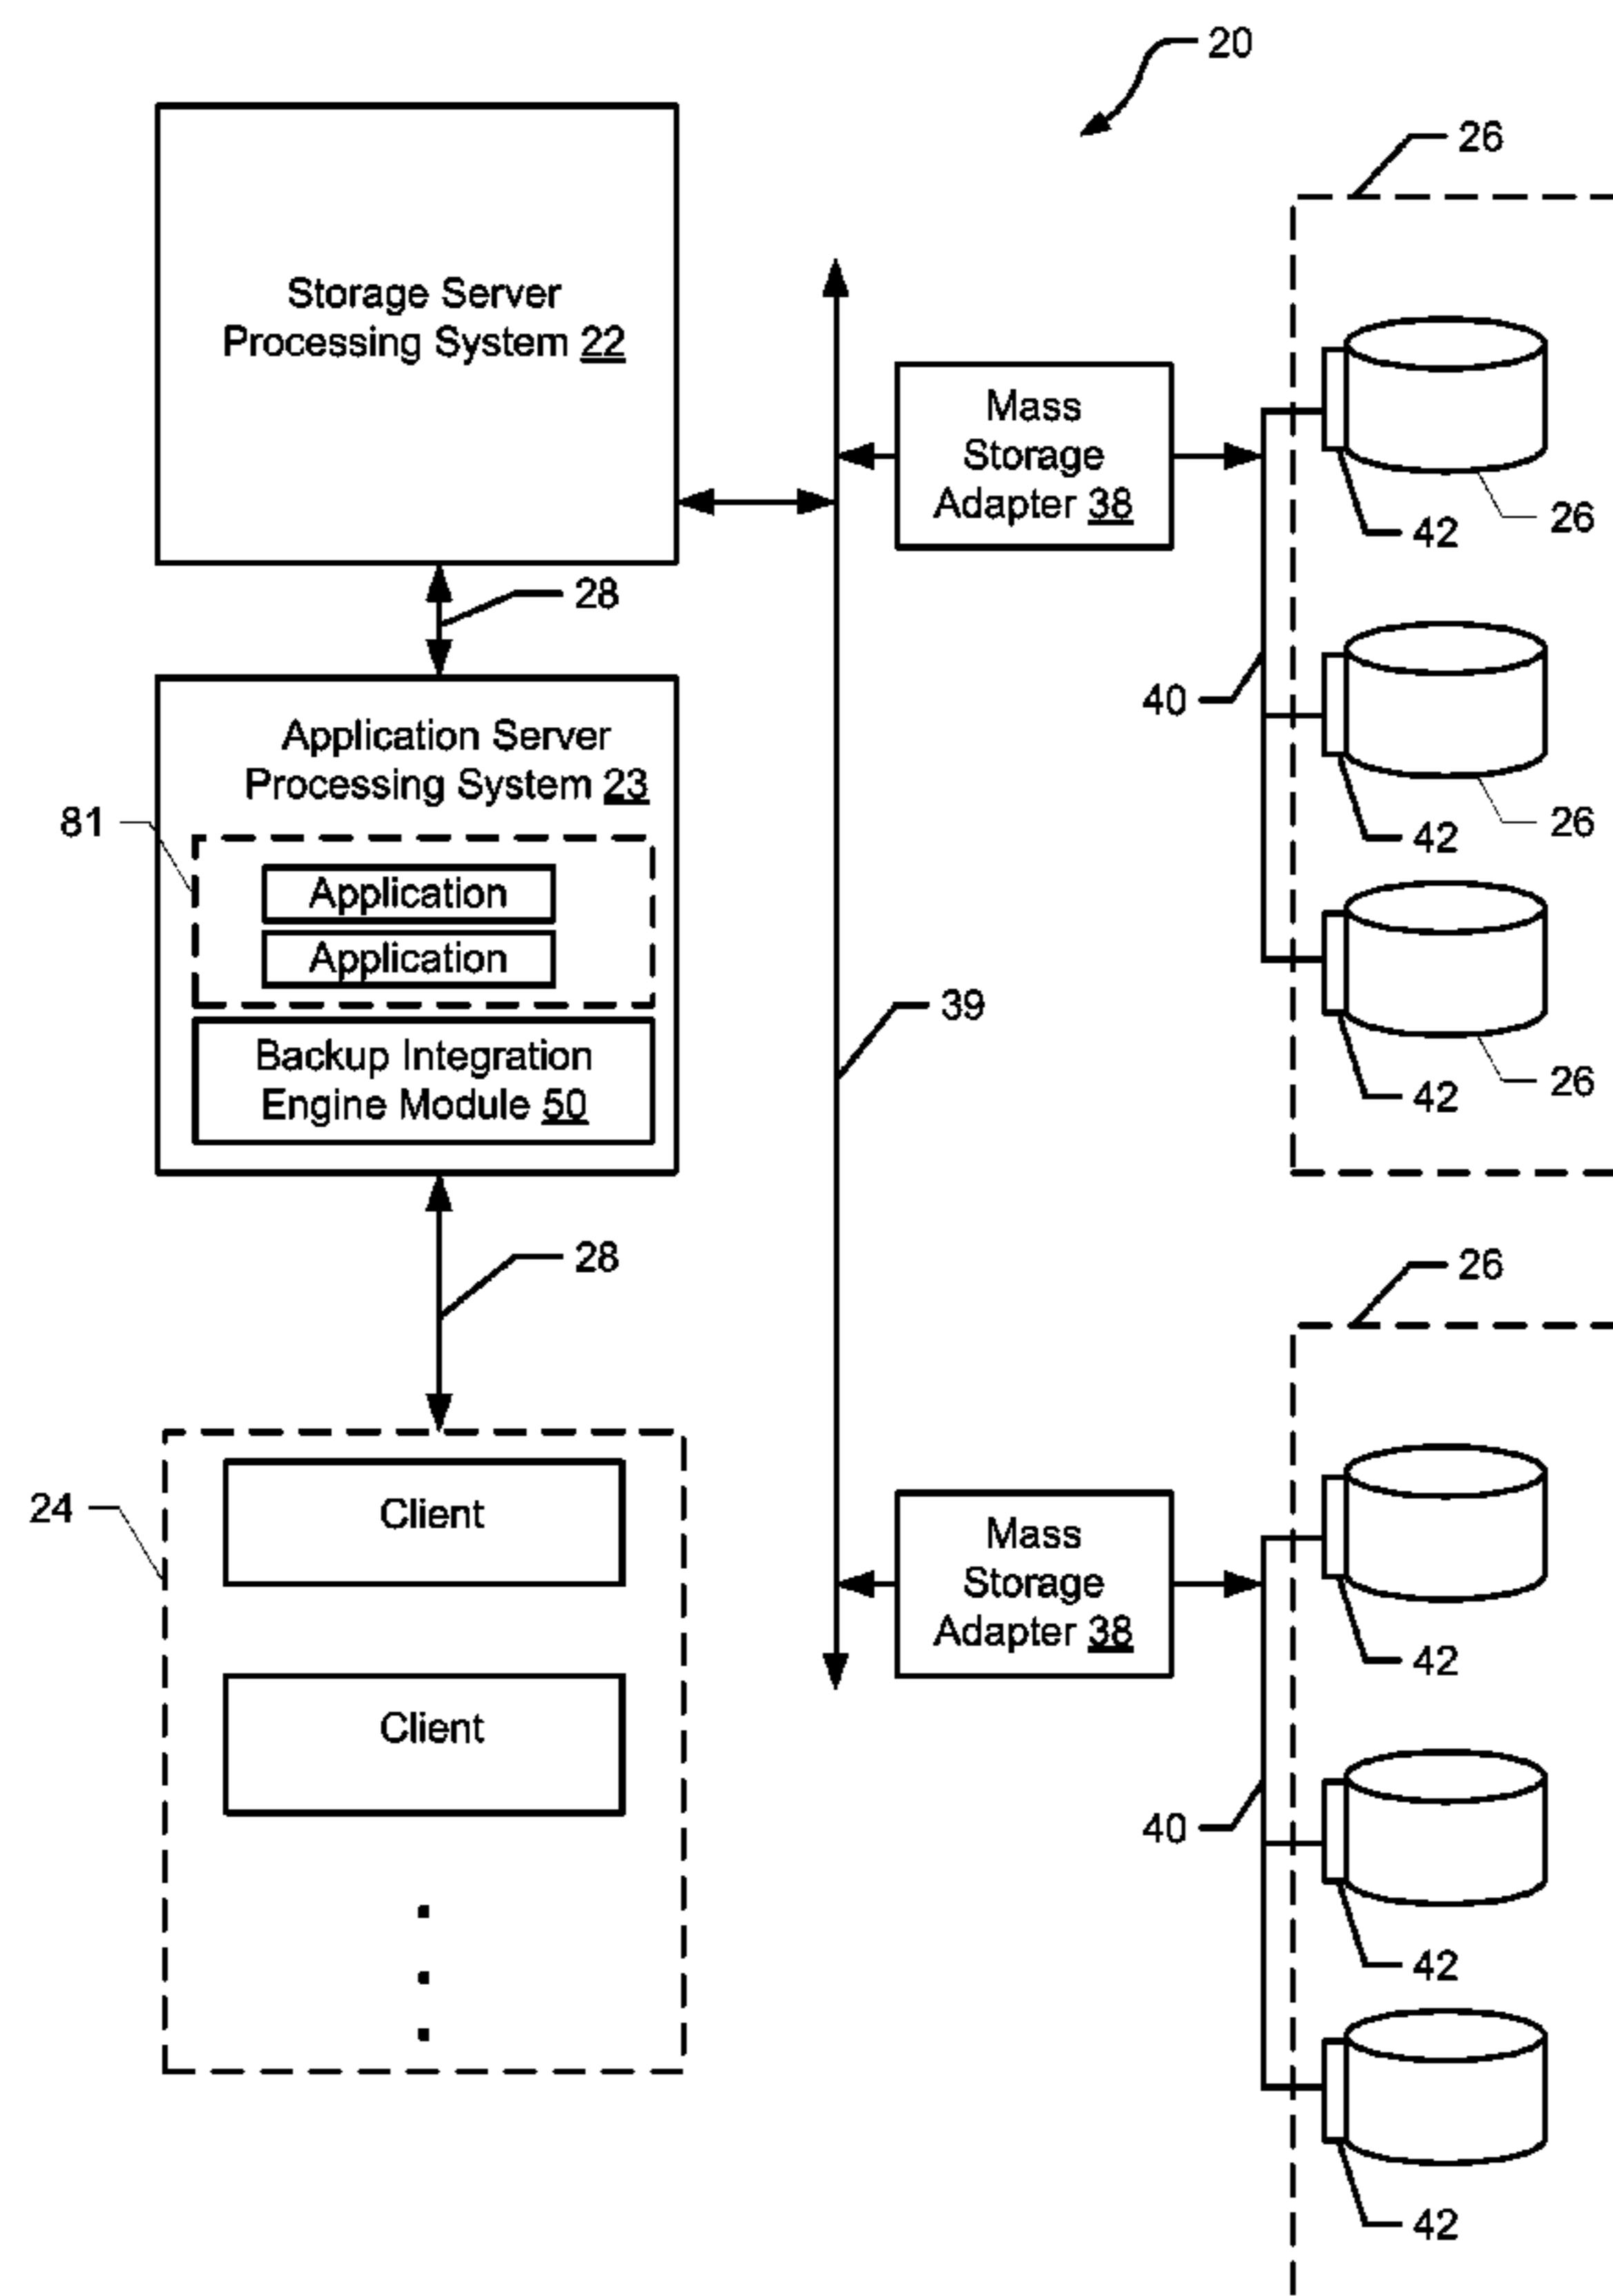 20
26
Storage Server
Processing System 22
Mass
Storage
Adapter 38
42
26
28
40
Application Server
Processing System 23
81
42
26
Application
Application
39
Backup Integration
Engine Module 50
42
26
28
26
24
Client
Mass
Storage
Adapter 38
42
Client
40
42
42